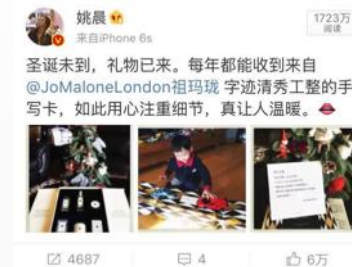 姚晨
1723万
阅读
来自iPhone 6s
圣诞未到，礼物已来。每年都能收到来自
@JoMaloneLondon祖玛珑 字迹清秀工整的手
写卡，如此用心注重细节，真让人温暖。
4687
4
6万